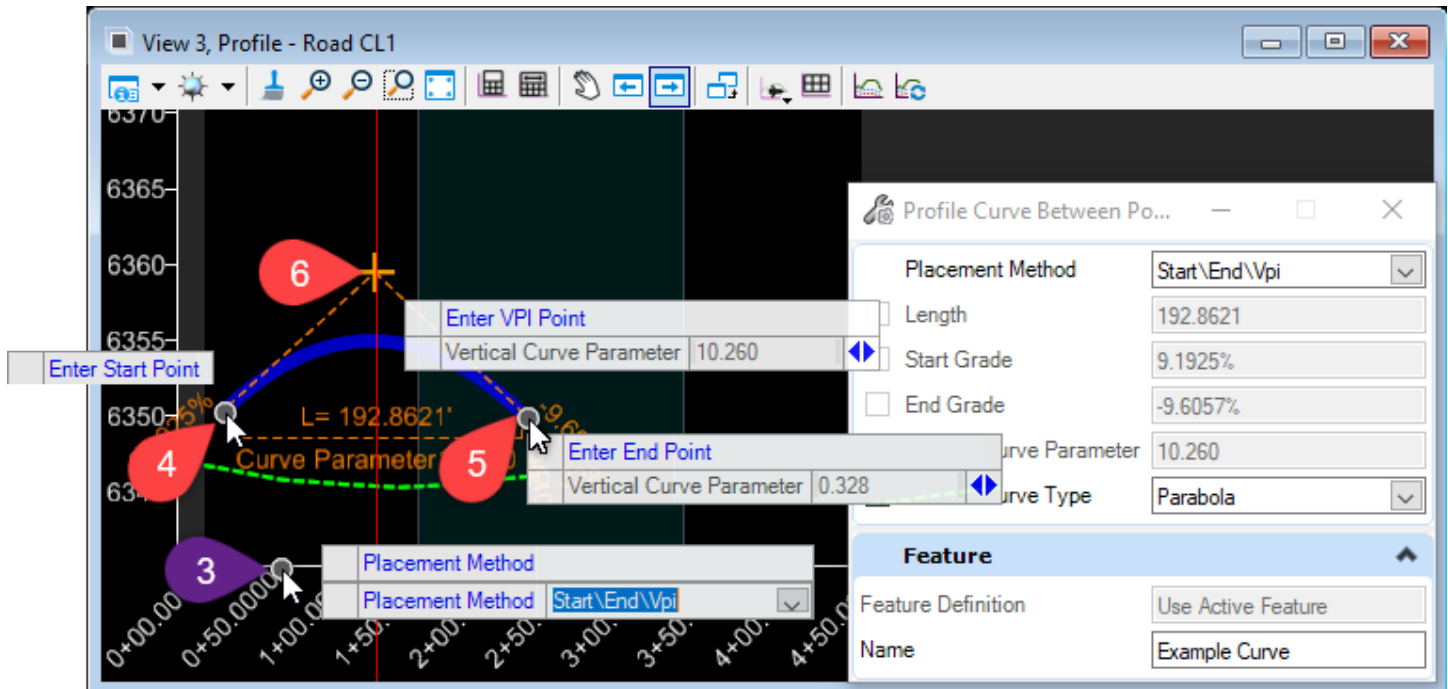 View 3, Profile - Road CL1
6370
6365
6360
6355
6350
6
Enter VPI Point
Vertical Curve Parameter 10.260
Enter Start Point
L= 192.8621'
Curve Parameter
4
5
Enter End Point
Vertical Curve Parameter 0.328
3
Placement Method
Placement Method Start\End\Vpi
0+00.00
0+50.0000
1+00.0
1+50.
2+00.
2+50.
3+00.
3+50.
4+00.
4+50.
Profile Curve Between Po...
Placement Method Start\End\Vpi
Length 192.8621
Start Grade 9.1925%
End Grade -9.6057%
urve Parameter 10.260
urve Type Parabola
Feature
Feature Definition Use Active Feature
Name Example Curve